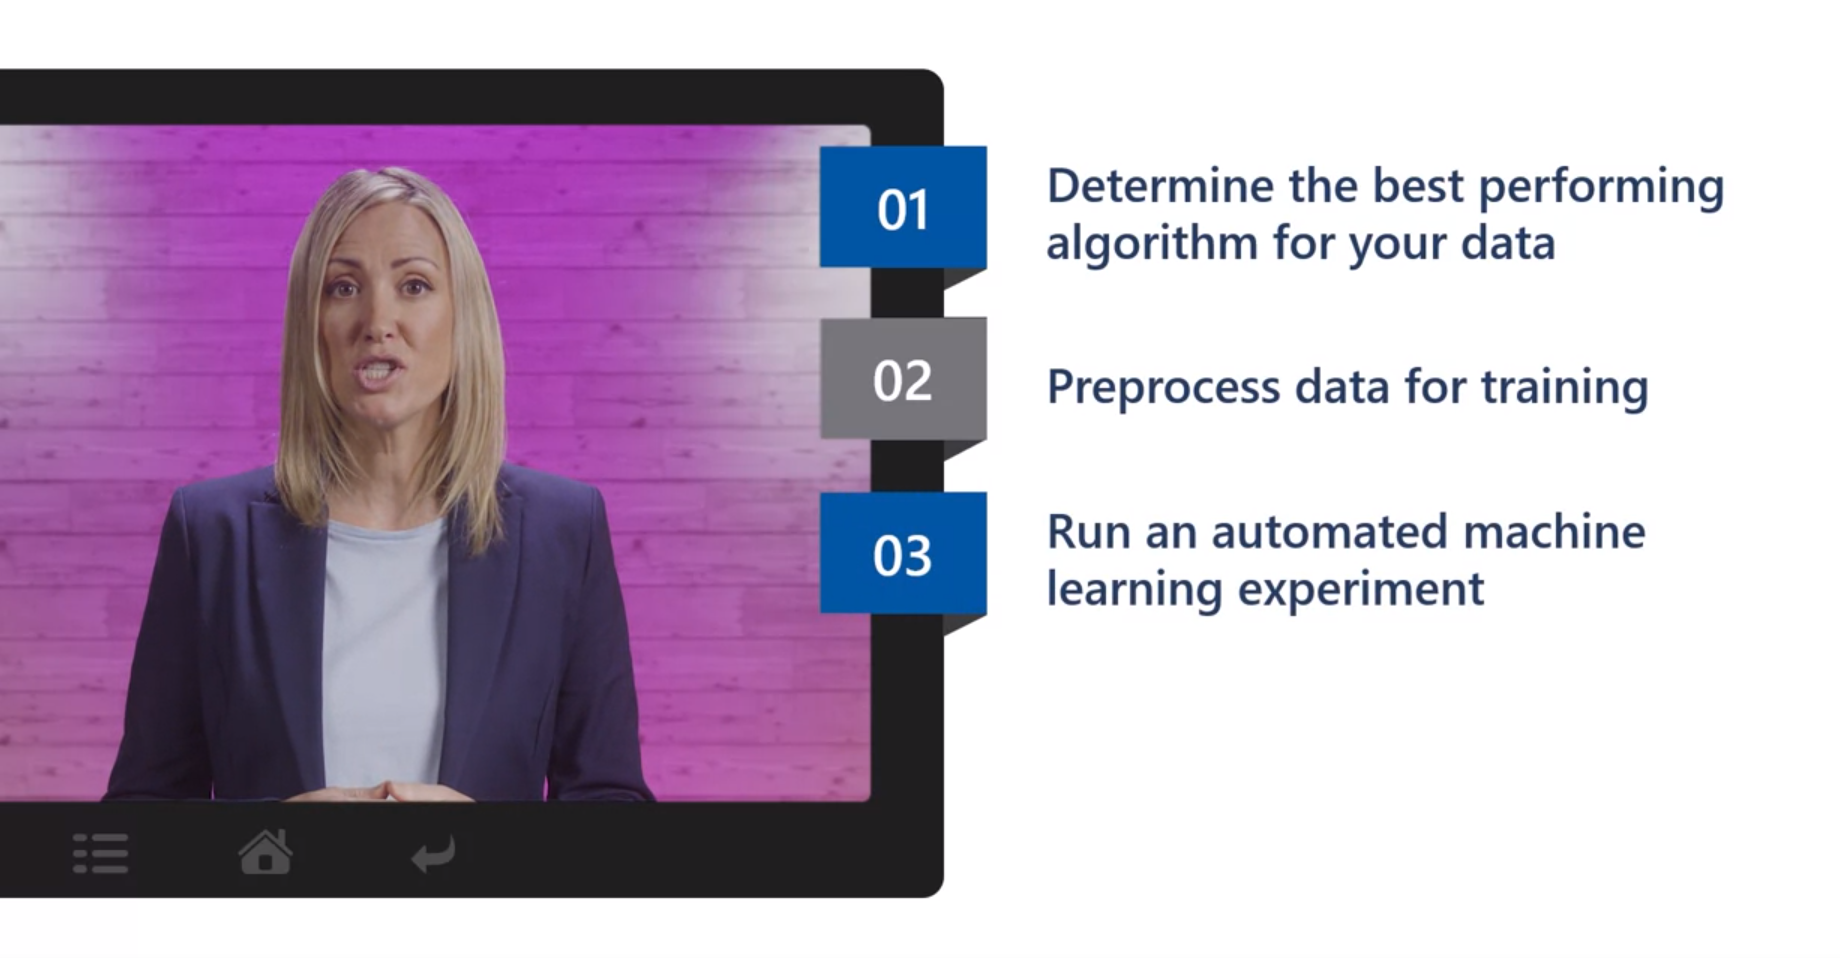 01
Determine the best performing
algorithm for your data
02
Preprocess data for training
03
Run an automated machine
learning experiment